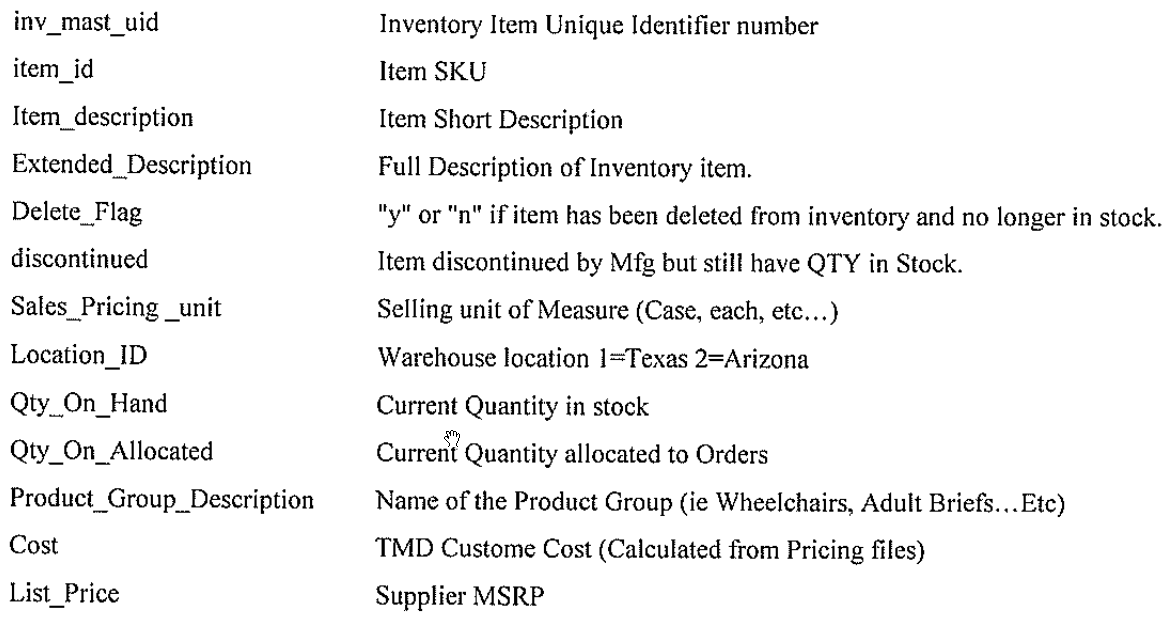 inv_mast_uid Inventory Item Unique Identifier number
item_id Item SKU
Item_description Item Short Description
Extended_Description Full Description of Inventory item.
Delete_Flag "y" or "n" if item has been deleted from inventory and no longer in stock.
discontinued Item discontinued by Mfg but still have QTY in Stock.
Sales_Pricing _unit Selling unit of Measure (Case, each, etc...)
Location_ID Warehouse location 1=Texas 2=Arizona
Qty_On_Hand Current Quantity in stock
Qty_On_Allocated Current Quantity allocated to Orders
Product_Group_Description Name of the Product Group (ie Wheelchairs, Adult Briefs...Etc)
Cost TMD Custome Cost (Calculated from Pricing files)
List_Price Supplier MSRP